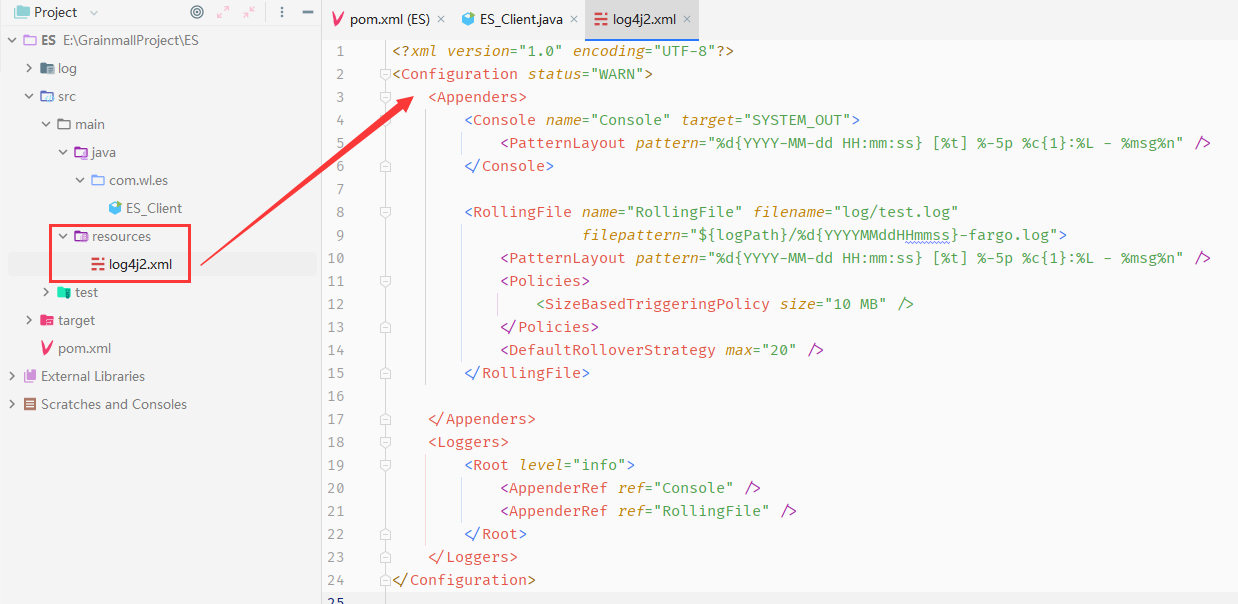 Project
ES E:\GrainmallProject\ES
log
src
main
java
com.wl.es
ES_Client
resources
log4j2.xml
test
target
pom.xml
External Libraries
Scratches and Consoles
pom.xml (ES) × ES_Client.java × log4j2.xml ×
1 <?xml version="1.0" encoding="UTF-8"?>
2 <Configuration status="WARN">
3 <Appenders>
4 <Console name="Console" target="SYSTEM_OUT">
5 <PatternLayout pattern="%d{YYYY-MM-dd HH:mm:ss} [%t] %-5p %c{1}:%L - %msg%n" />
6 </Console>
7
8 <RollingFile name="RollingFile" filename="log/test.log"
9 filepattern="${logPath}/%d{YYYYMMddHHmmss}-fargo.log">
10 <PatternLayout pattern="%d{YYYY-MM-dd HH:mm:ss} [%t] %-5p %c{1}:%L - %msg%n" />
11 <Policies>
12 <SizeBasedTriggeringPolicy size="10 MB" />
13 </Policies>
14 <DefaultRolloverStrategy max="20" />
15 </RollingFile>
16
17 </Appenders>
18 <Loggers>
19 <Root level="info">
20 <AppenderRef ref="Console" />
21 <AppenderRef ref="RollingFile" />
22 </Root>
23 </Loggers>
24 </Configuration>
25